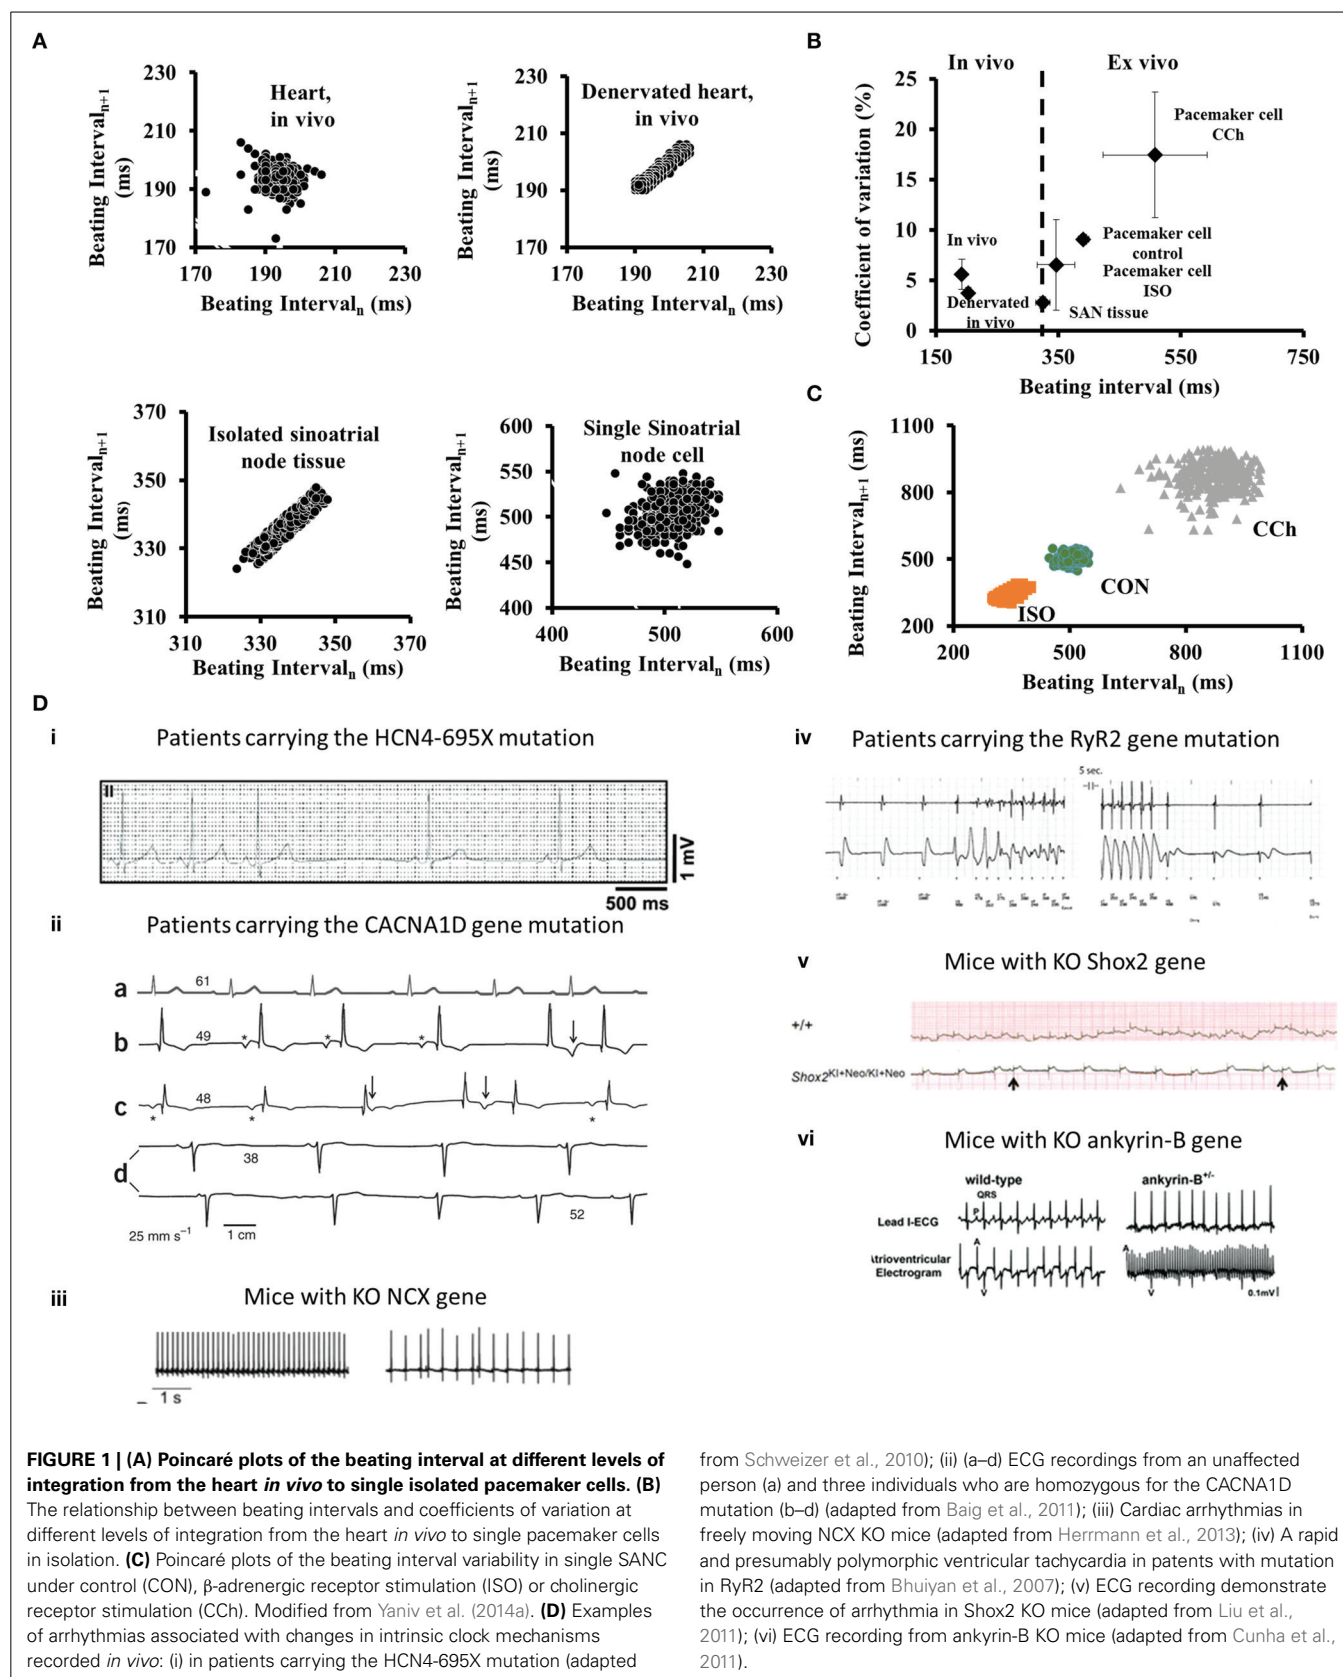 A
230
210
190
170
Beating Interval n+1
(ms)
Heart,
in vivo
170 190 210 230
Beating Interval n (ms)
230
210
190
170
Beating Interval n+1
(ms)
Denervated heart,
in vivo
170 190 210 230
Beating Interval n (ms)
370
350
330
310
Beating Interval n+1
(ms)
Isolated sinoatrial
node tissue
310 330 350 370
Beating Interval n (ms)
600
550
500
450
400
Beating Interval n+1
(ms)
Single Sinoatrial
node cell
400 500 600
Beating Interval n (ms)
B
In vivo Ex vivo
25
20
15
10
5
0
Coefficient of variation (%)
Pacemaker cell
CCh
In vivo
Pacemaker cell
control
Pacemaker cell
ISO
Denervated
in vivo
SAN tissue
150 350 550 750
Beating interval (ms)
C
1100
800
500
200
Beating Interval n+1 (ms)
CCh
CON
ISO
200 500 800 1100
Beating Interval n (ms)
D
i Patients carrying the HCN4-695X mutation
II
1 mV
500 ms
ii Patients carrying the CACNA1D gene mutation
a 61
b 49 * * *
c 48 * * *
d 38
52
25 mm s−1 1 cm
iii Mice with KO NCX gene
1 s
iv Patients carrying the RyR2 gene mutation
5 sec.
v Mice with KO Shox2 gene
+/+
Shox2KI+Neo/KI+Neo
vi Mice with KO ankyrin-B gene
wild-type ankyrin-B+/-
QRS
P
Lead I-ECG
A A
Atrioventricular
Electrogram
V V 0.1mV
FIGURE 1 | (A) Poincaré plots of the beating interval at different levels of
integration from the heart in vivo to single isolated pacemaker cells. (B)
The relationship between beating intervals and coefficients of variation at
different levels of integration from the heart in vivo to single pacemaker cells
in isolation. (C) Poincaré plots of the beating interval variability in single SANC
under control (CON), β-adrenergic receptor stimulation (ISO) or cholinergic
receptor stimulation (CCh). Modified from Yaniv et al. (2014a). (D) Examples
of arrhythmias associated with changes in intrinsic clock mechanisms
recorded in vivo: (i) in patients carrying the HCN4-695X mutation (adapted
from Schweizer et al., 2010); (ii) (a–d) ECG recordings from an unaffected
person (a) and three individuals who are homozygous for the CACNA1D
mutation (b–d) (adapted from Baig et al., 2011); (iii) Cardiac arrhythmias in
freely moving NCX KO mice (adapted from Herrmann et al., 2013); (iv) A rapid
and presumably polymorphic ventricular tachycardia in patents with mutation
in RyR2 (adapted from Bhuiyan et al., 2007); (v) ECG recording demonstrate
the occurrence of arrhythmia in Shox2 KO mice (adapted from Liu et al.,
2011); (vi) ECG recording from ankyrin-B KO mice (adapted from Cunha et al.,
2011).